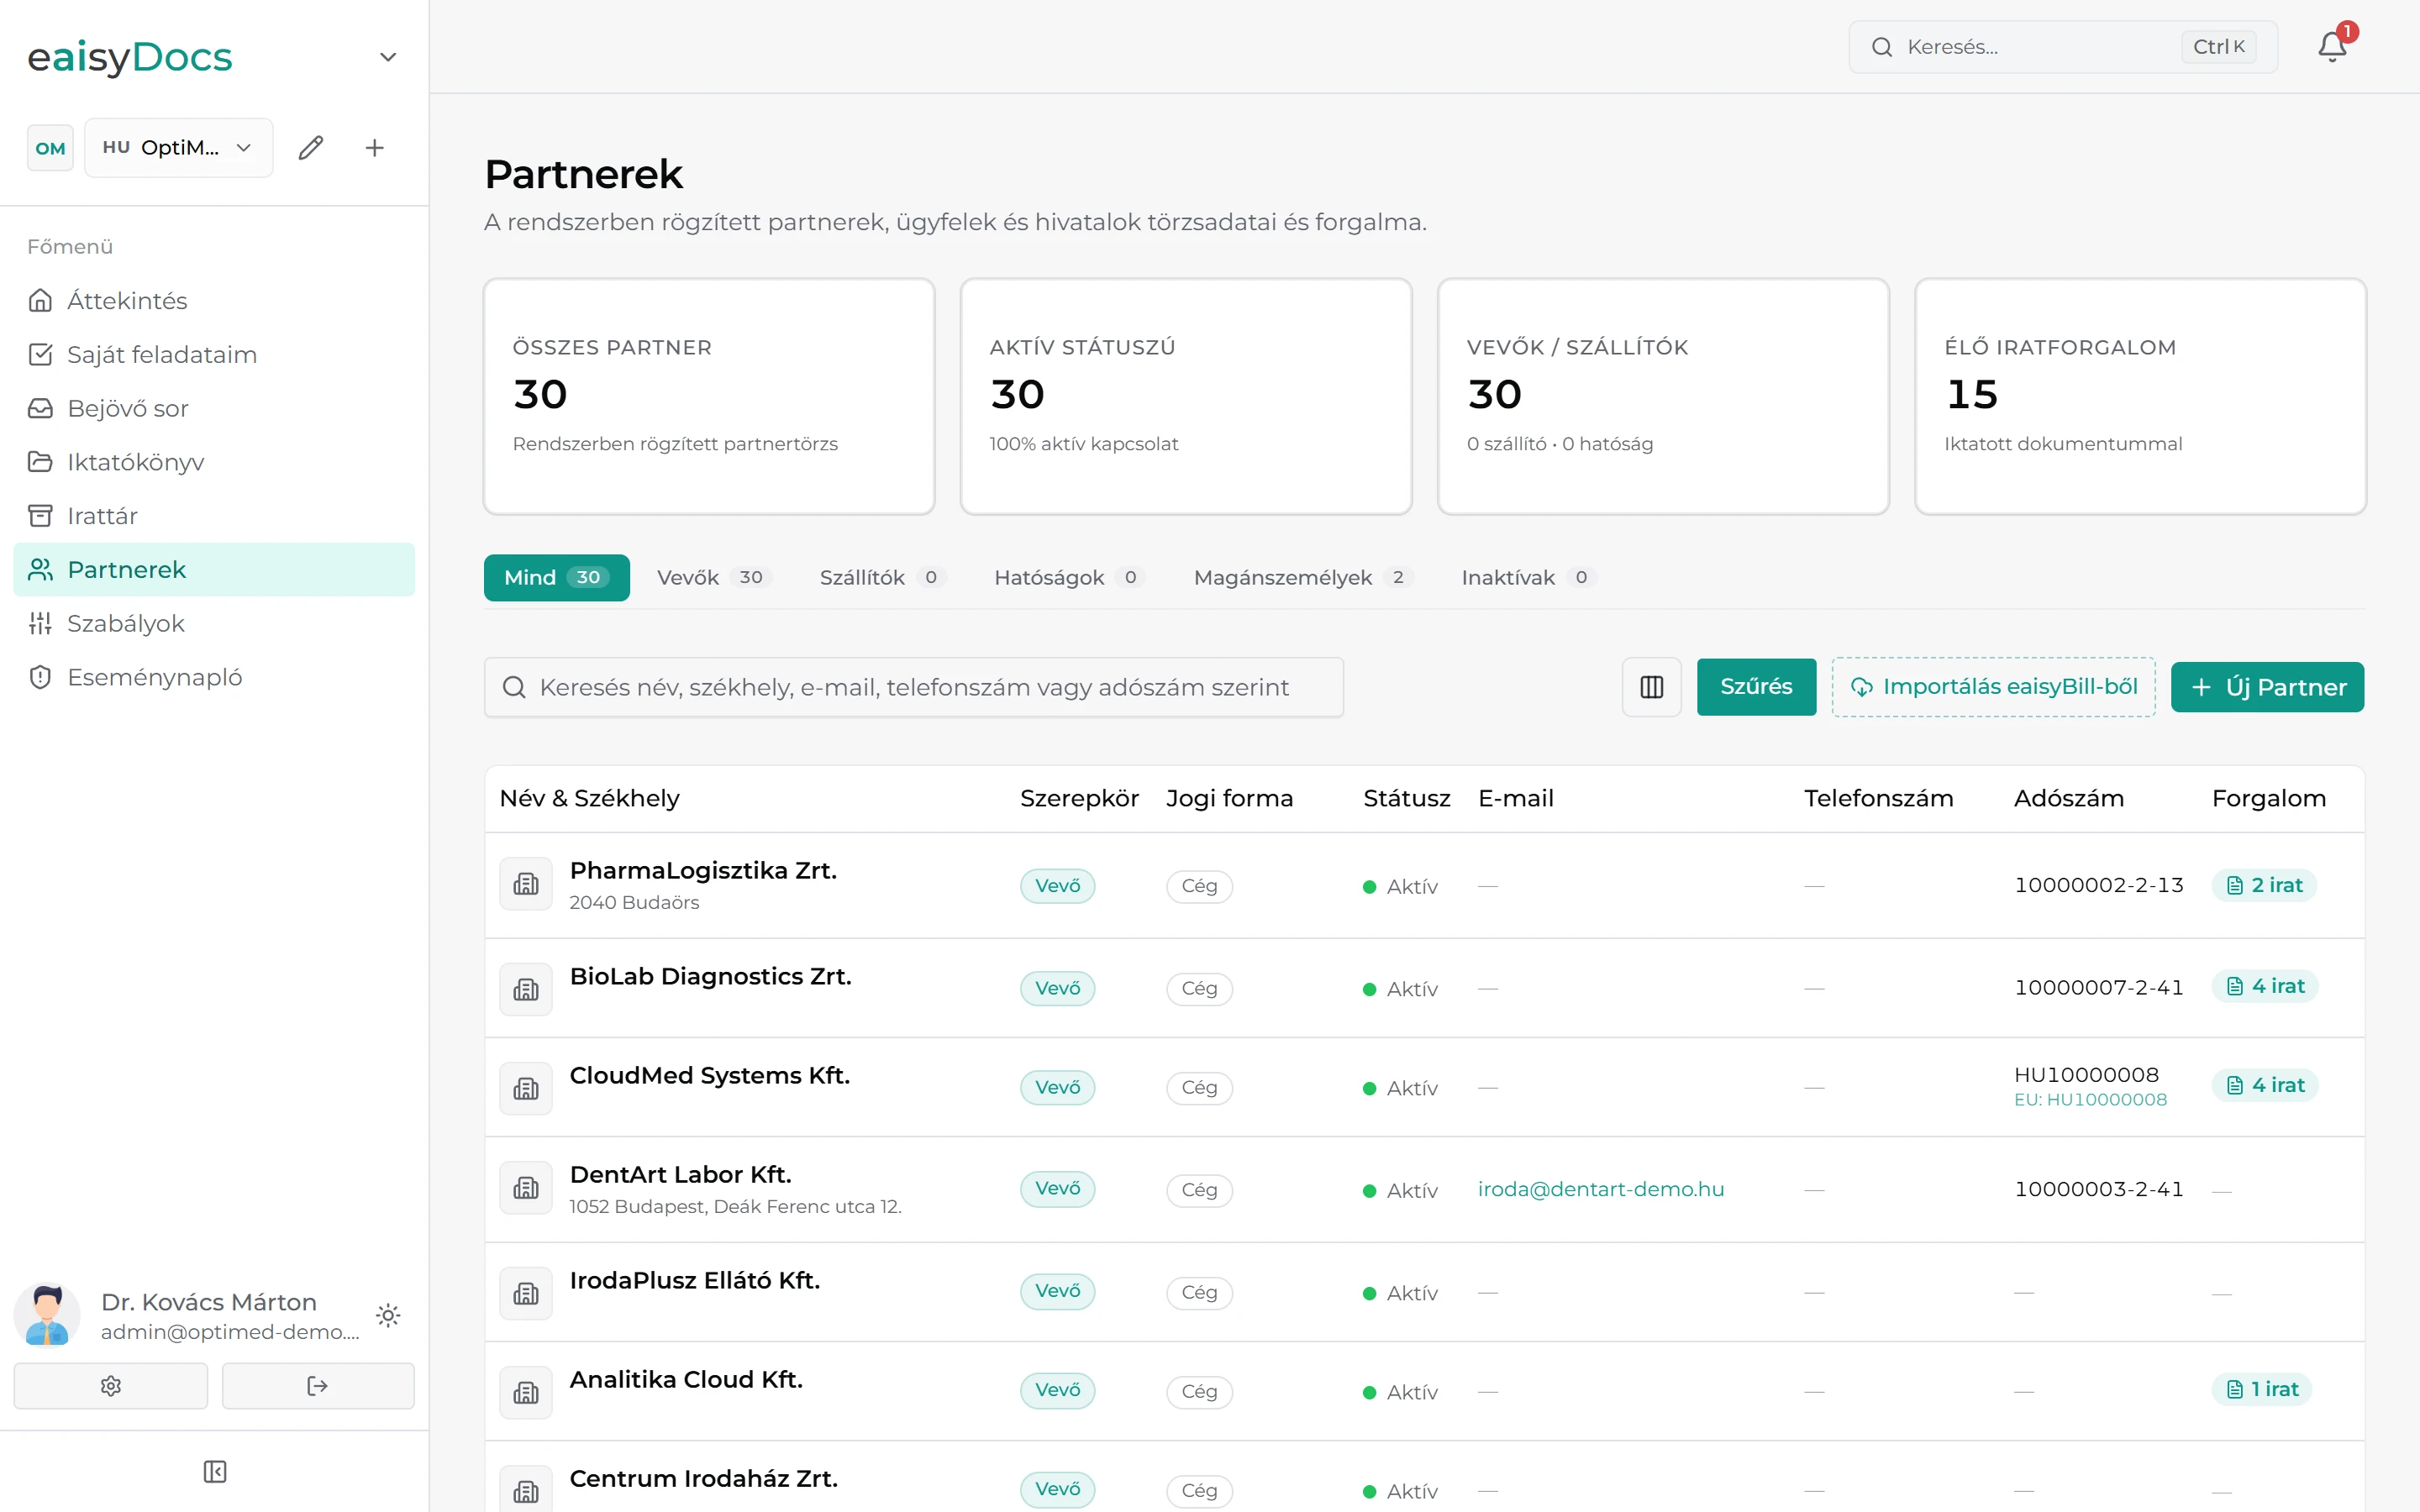 eaisyDocs
OM
HU OptiM...
Főmenü
Áttekintés
Saját feladataim
Bejövő sor
Iktatókönyv
Irattár
Partnerek
Szabályok
Eseménynapló
Dr. Kovács Márton
admin@optimed-demo....
Keresés...
Ctrl K
1
Partnerek
A rendszerben rögzített partnerek, ügyfelek és hivatalok törzsadatai és forgalma.
ÖSSZES PARTNER
30
Rendszerben rögzített partnertörzs
AKTÍV STÁTUSZÚ
30
100% aktív kapcsolat
VEVŐK / SZÁLLÍTÓK
30
0 szállító • 0 hatóság
ÉLŐ IRATFORGALOM
15
Iktatott dokumentummal
Mind 30 Vevők 30 Szállítók 0 Hatóságok 0 Magánszemélyek 2 Inaktívak 0
Keresés név, székhely, e-mail, telefonszám vagy adószám szerint
Szűrés
Importálás eaisyBill-ből
+ Új Partner
Név & Székhely Szerepkör Jogi forma Státusz E-mail Telefonszám Adószám Forgalom
PharmaLogisztika Zrt.
2040 Budaörs
Vevő Cég Aktív — — 10000002-2-13 2 irat
BioLab Diagnostics Zrt.
Vevő Cég Aktív — — 10000007-2-41 4 irat
CloudMed Systems Kft.
Vevő Cég Aktív — — HU10000008 4 irat
EU: HU10000008
DentArt Labor Kft.
1052 Budapest, Deák Ferenc utca 12.
Vevő Cég Aktív iroda@dentart-demo.hu — 10000003-2-41 —
IrodaPlusz Ellátó Kft.
Vevő Cég Aktív — — — —
Analitika Cloud Kft.
Vevő Cég Aktív — — — 1 irat
Centrum Irodaház Zrt.
Vevő Cég Aktív — — — —